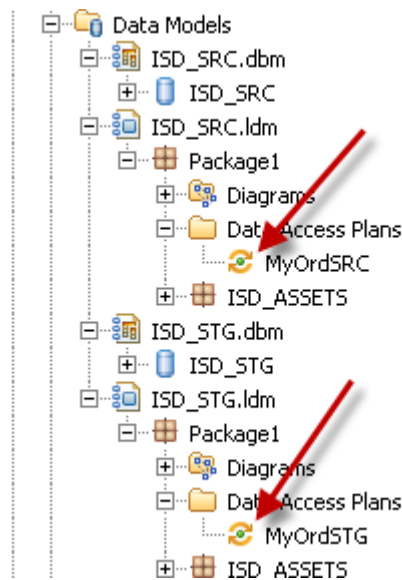 Data Models
ISD_SRC.dbm
ISD_SRC
ISD_SRC.ldm
Package1
Diagrams
Data Access Plans
MyOrdSRC
ISD_ASSETS
ISD_STG.dbm
ISD_STG
ISD_STG.ldm
Package1
Diagrams
Data Access Plans
MyOrdSTG
ISD_ASSETS